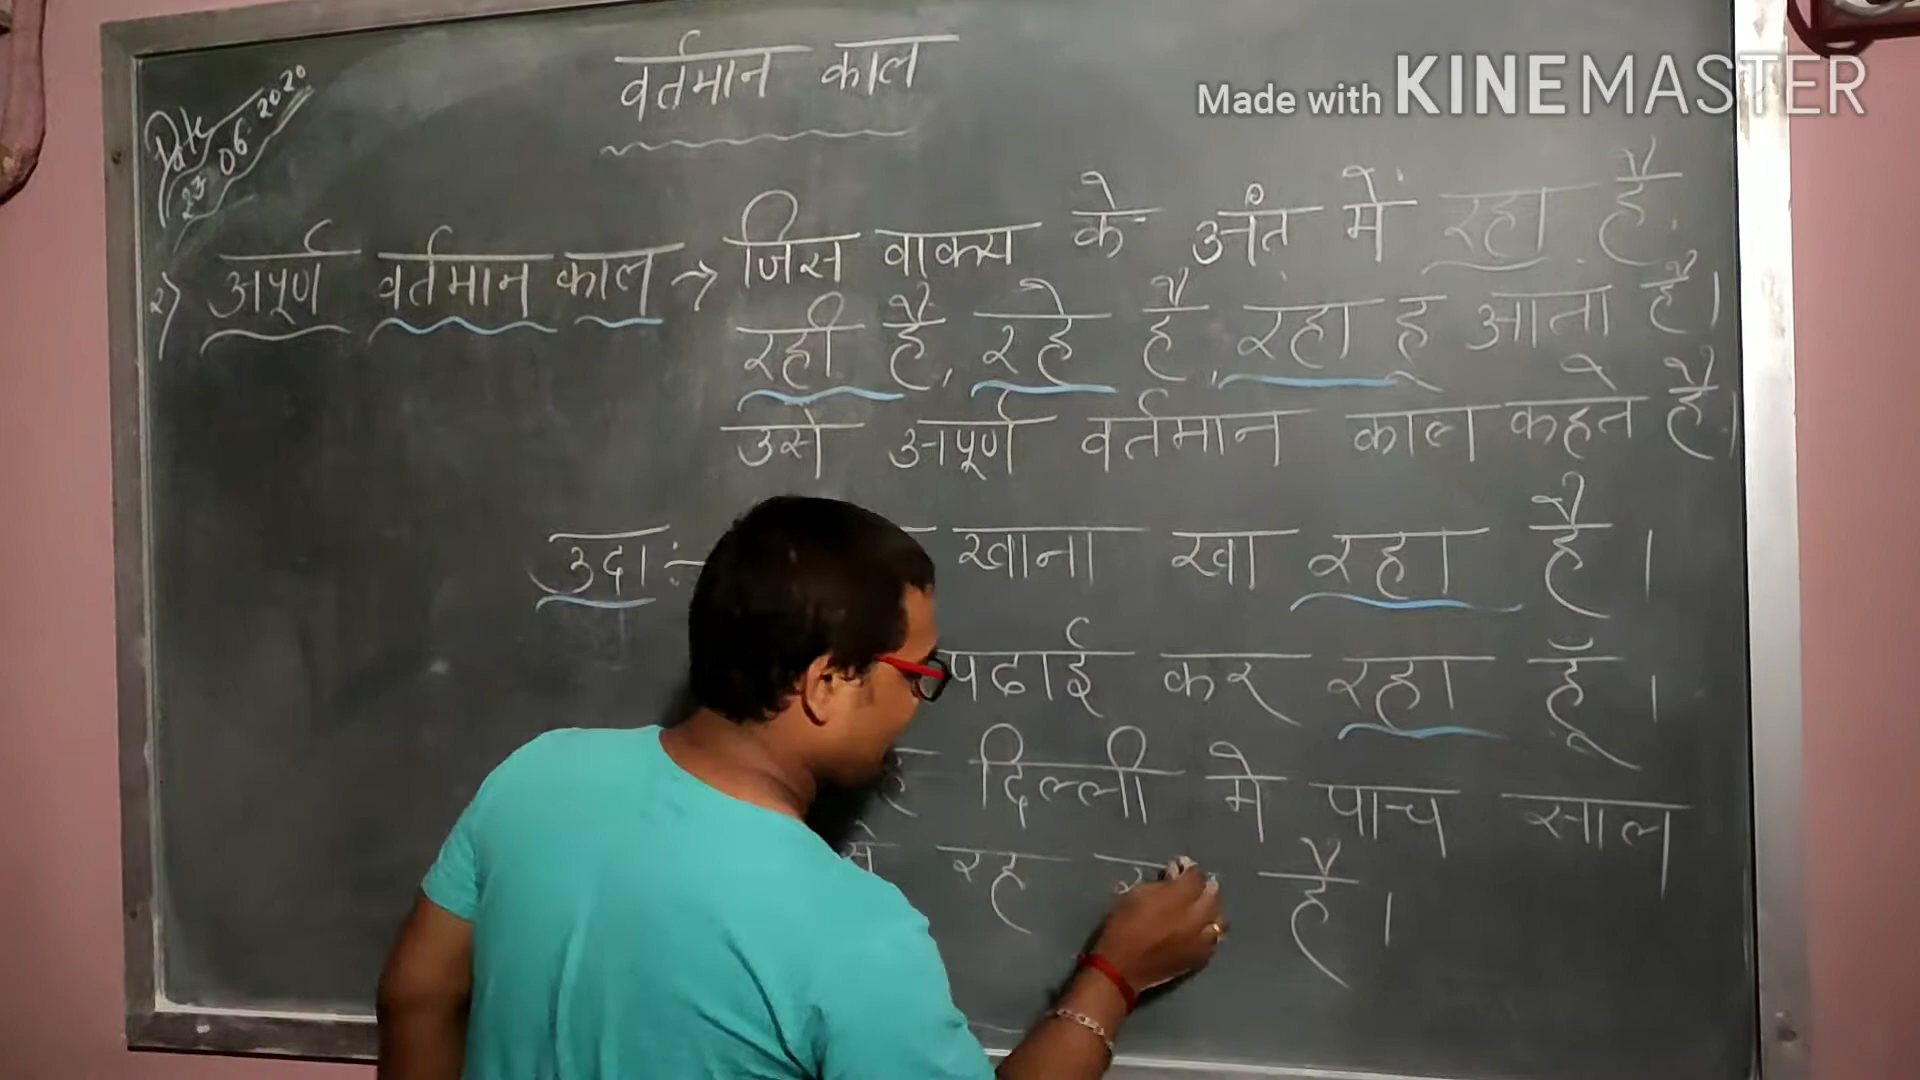 Made with KINEMASTER
वर्तमान काल
Date
23 06 2020
२) अपूर्ण वर्तमान काल → जिस वाक्य के अंत में रहा है,
रही है, रहे है, रहा हू आता है।
उसे अपूर्ण वर्तमान काल कहते है।
उदा :- खाना खा रहा है ।
पढाई कर रहा हूँ ।
दिल्ली मे पाच साल
से रह है ।